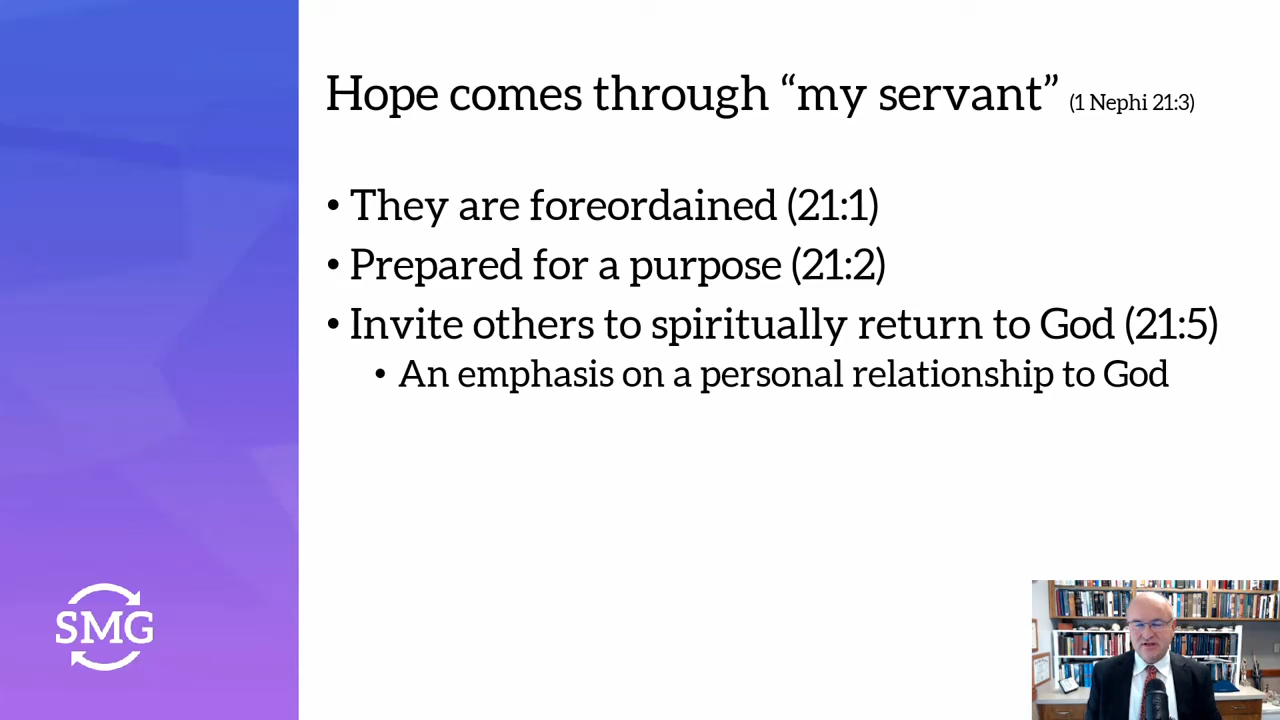 Hope comes through “my servant” (1 Nephi 21:3)
• They are foreordained (21:1)
• Prepared for a purpose (21:2)
• Invite others to spiritually return to God (21:5)
• An emphasis on a personal relationship to God
SMG